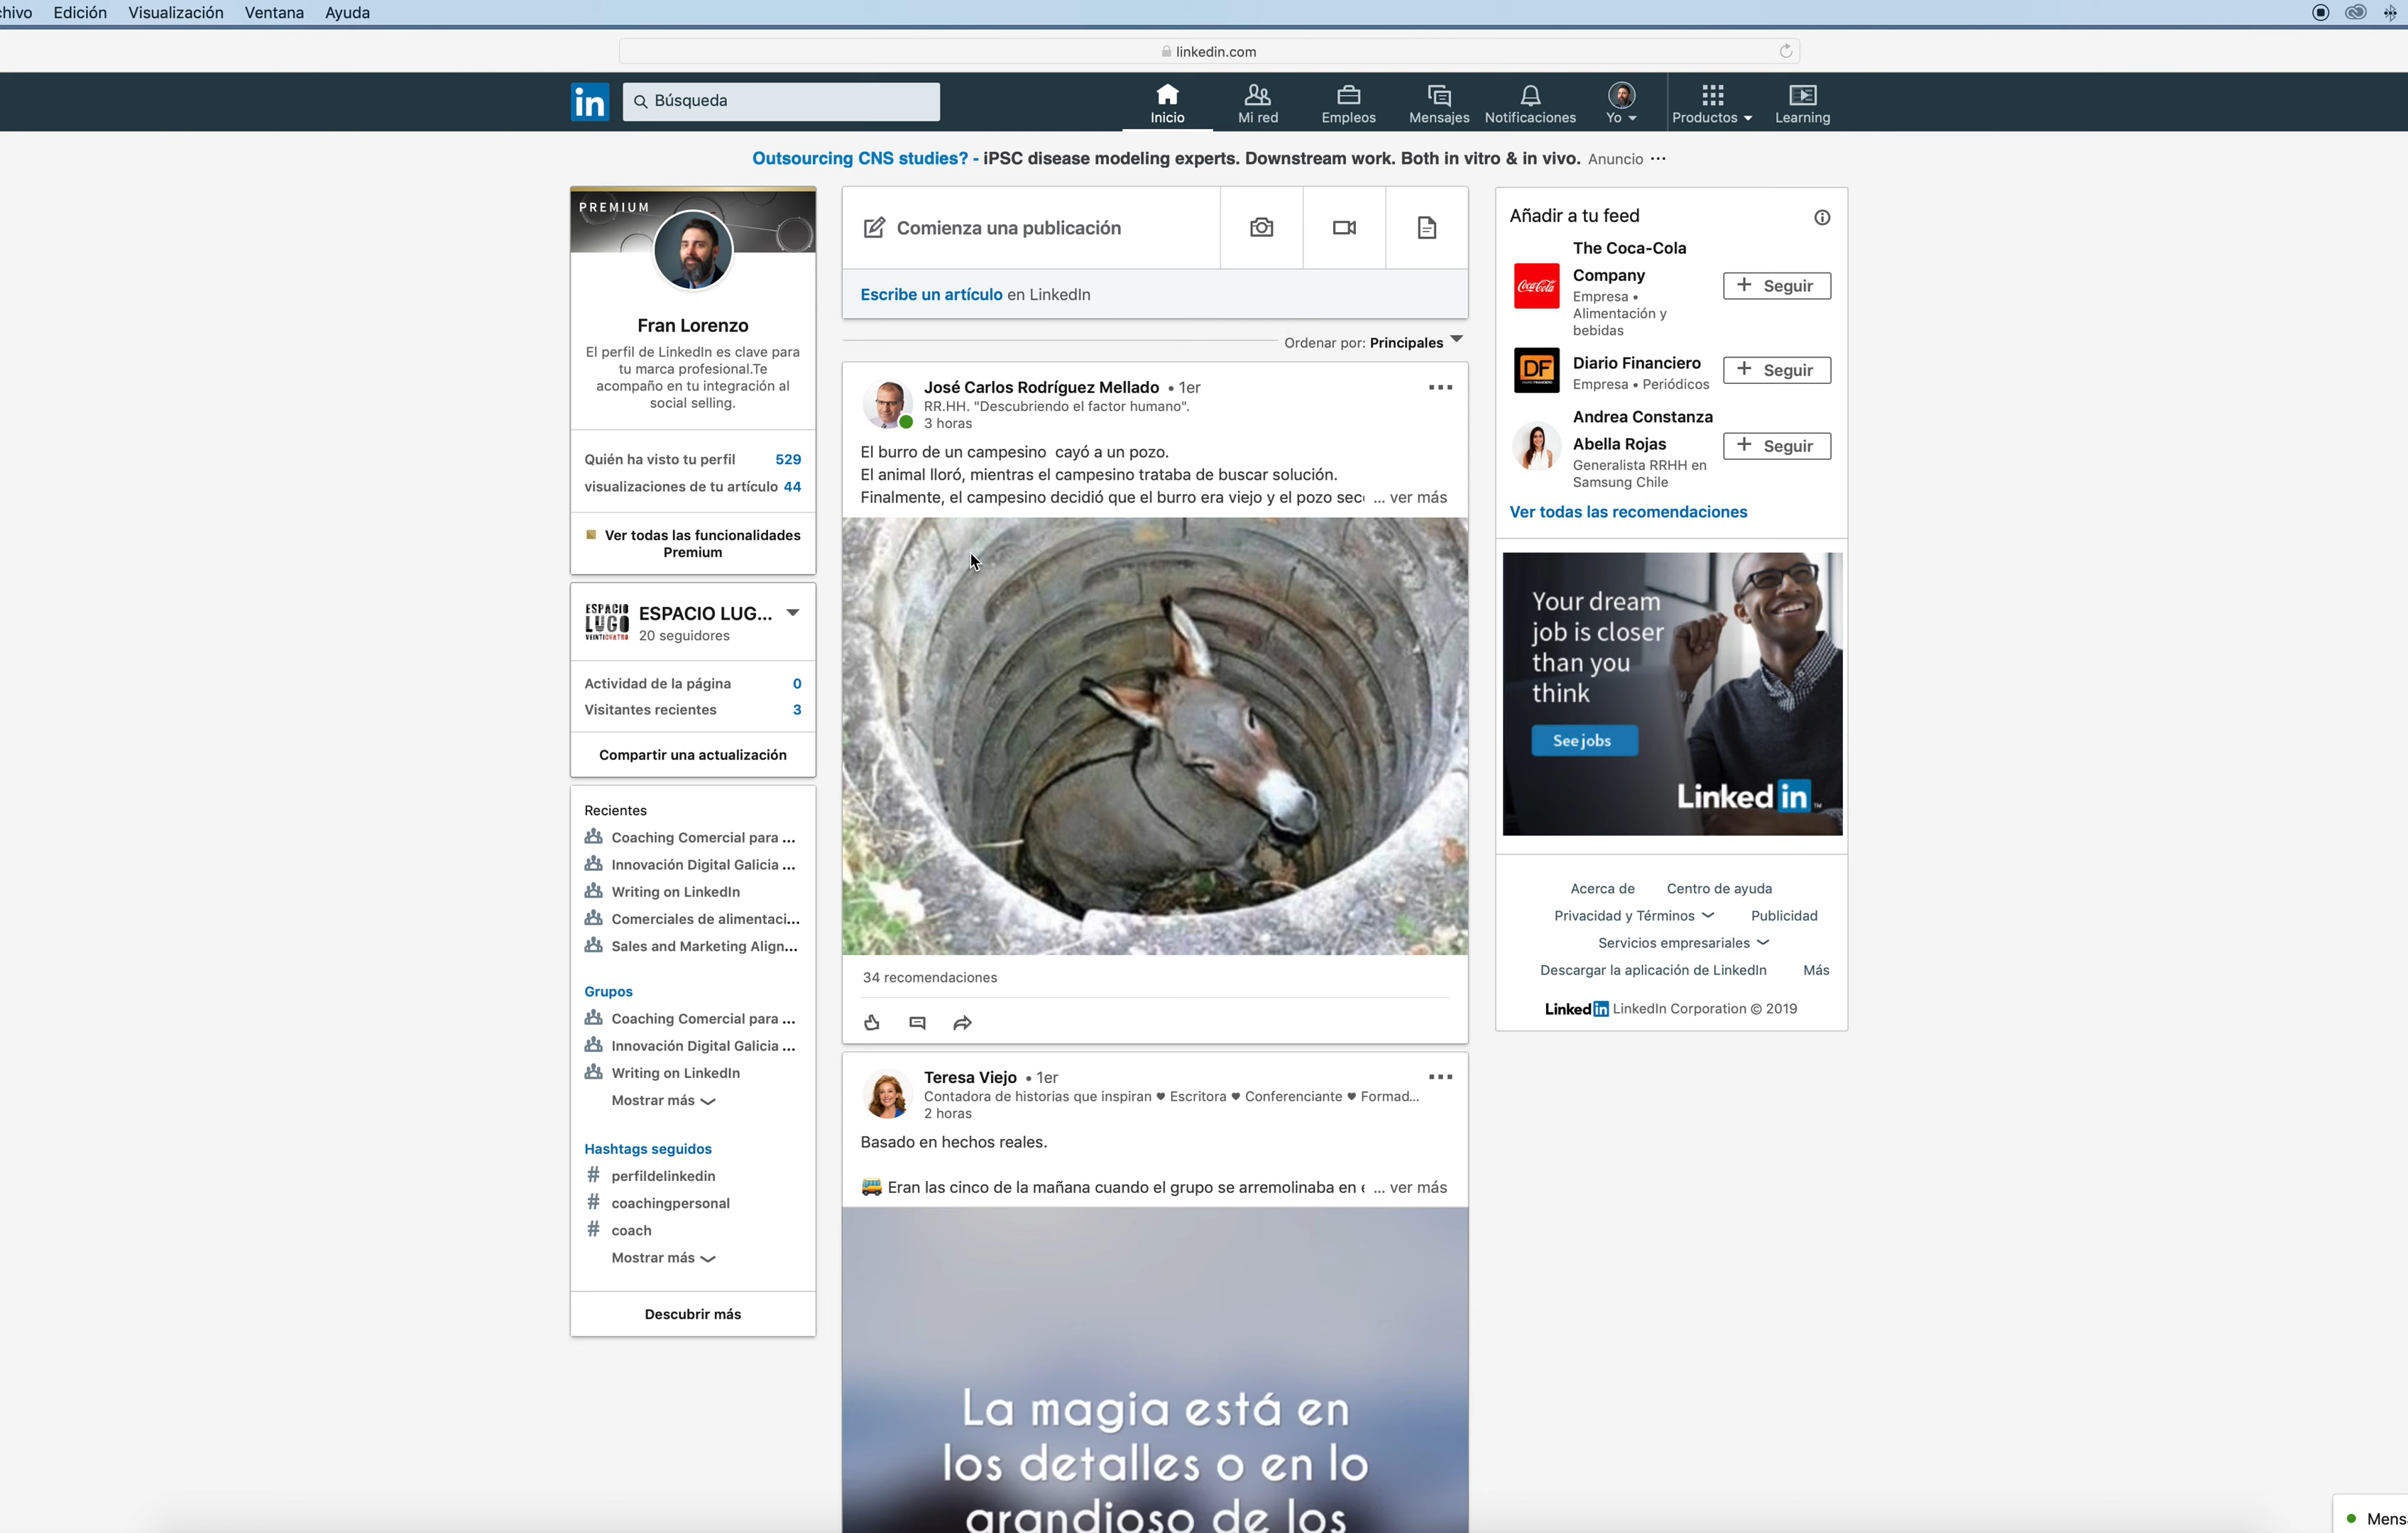 Edición Visualización Ventana Ayuda
linkedin.com
in Búsqueda Inicio Mi red Empleos Mensajes Notificaciones Yo Productos Learning
Outsourcing CNS studies? - iPSC disease modeling experts. Downstream work. Both in vitro & in vivo. Anuncio ···
PREMIUM
Fran Lorenzo
El perfil de LinkedIn es clave para
tu marca profesional.Te
acompaño en tu integración al
social selling.
Quién ha visto tu perfil 529
visualizaciones de tu artículo 44
Ver todas las funcionalidades
Premium
ESPACIO
LUGO
VEINTICUATRO
ESPACIO LUG...
20 seguidores
Actividad de la página 0
Visitantes recientes 3
Compartir una actualización
Recientes
Coaching Comercial para ...
Innovación Digital Galicia ...
Writing on LinkedIn
Comerciales de alimentaci...
Sales and Marketing Align...
Grupos
Coaching Comercial para ...
Innovación Digital Galicia ...
Writing on LinkedIn
Mostrar más
Hashtags seguidos
# perfildelinkedin
# coachingpersonal
# coach
Mostrar más
Descubrir más
Comienza una publicación
Escribe un artículo en LinkedIn
Ordenar por: Principales
José Carlos Rodríguez Mellado • 1er
RR.HH. "Descubriendo el factor humano".
3 horas
El burro de un campesino cayó a un pozo.
El animal lloró, mientras el campesino trataba de buscar solución.
Finalmente, el campesino decidió que el burro era viejo y el pozo ... ver más
34 recomendaciones
Teresa Viejo • 1er
Contadora de historias que inspiran ♥ Escritora ♥ Conferenciante ♥ Formad...
2 horas
Basado en hechos reales.
🚌 Eran las cinco de la mañana cuando el grupo se arremolinaba en ... ver más
La magia está en
los detalles o en lo
grandioso de los
Añadir a tu feed
Coca-Cola
The Coca-Cola
Company
Empresa •
Alimentación y
bebidas
+ Seguir
DF
DIARIO FINANCIERO
Diario Financiero
Empresa • Periódicos
+ Seguir
Andrea Constanza
Abella Rojas
Generalista RRHH en
Samsung Chile
+ Seguir
Ver todas las recomendaciones
Your dream
job is closer
than you
think
See jobs
Linked in ™
Acerca de Centro de ayuda
Privacidad y Términos Publicidad
Servicios empresariales
Descargar la aplicación de LinkedIn Más
Linked in LinkedIn Corporation © 2019